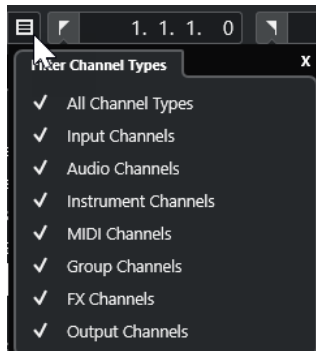 1. 1. 1. 0
Filter Channel Types
X
All Channel Types
Input Channels
Audio Channels
Instrument Channels
MIDI Channels
Group Channels
FX Channels
Output Channels